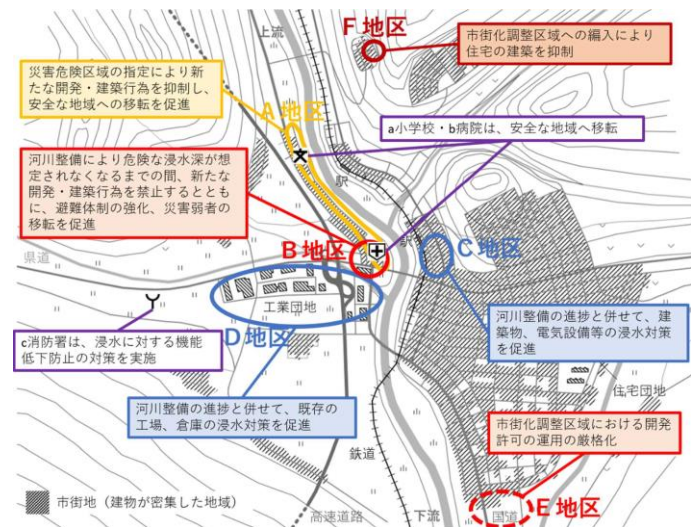 上流
F 地区
市街化調整区域への編入により
住宅の建築を抑制
災害危険区域の指定により新
たな開発・建築行為を抑制し、
安全な地域への移転を促進
A 地区
a小学校・b病院は、安全な地域へ移転
河川整備により危険な浸水深が想
定されなくなるまでの間、新たな
開発・建築行為を禁止するととも
に、避難体制の強化、災害弱者の
移転を促進
駅
駅
B 地区
C 地区
県道
工業団地
D 地区
河川整備の進捗と併せて、建
築物、電気設備等の浸水対策
を促進
c消防署は、浸水に対する機能
低下防止の対策を実施
住宅団地
河川整備の進捗と併せて、既存の
工場、倉庫の浸水対策を促進
市街化調整区域における開発
許可の運用の厳格化
鉄道
市街地（建物が密集した地域）
高速道路
下流
国道
E 地区